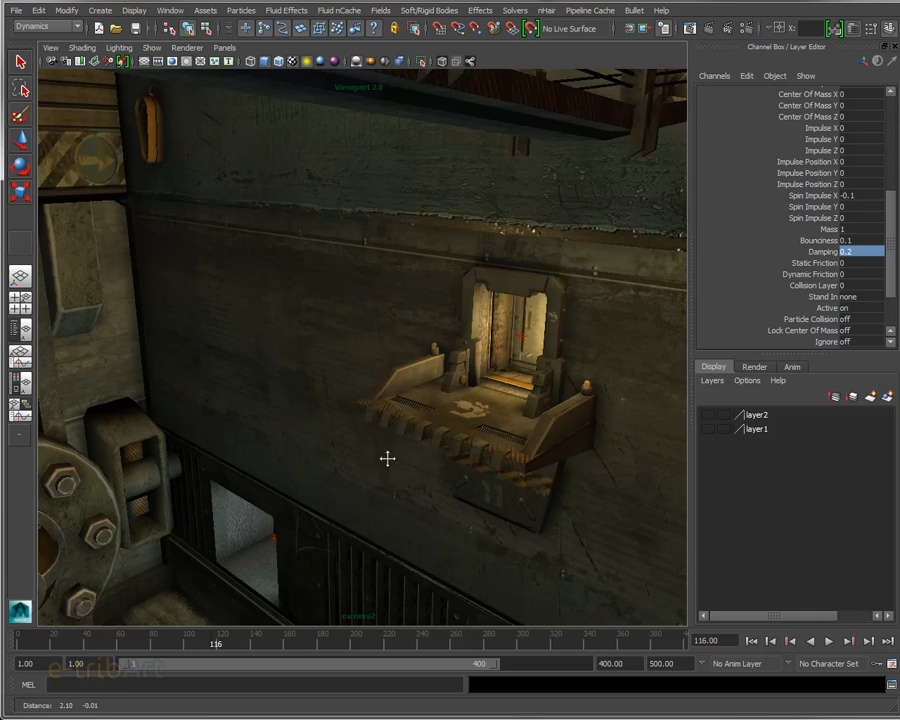 File Edit Modify Create Display Window Assets Particles Fluid Effects Fluid nCache Fields Soft/Rigid Bodies Effects Solvers nHair Pipeline Cache Bullet Help
Dynamics No Live Surface X:
Channel Box / Layer Editor
View Shading Lighting Show Renderer Panels
Viewport 2.0
Channels Edit Object Show
Center Of Mass X 0
Center Of Mass Y 0
Center Of Mass Z 0
Impulse X 0
Impulse Y 0
Impulse Z 0
Impulse Position X 0
Impulse Position Y 0
Impulse Position Z 0
Spin Impulse X -0.1
Spin Impulse Y 0
Spin Impulse Z 0
Mass 1
Bounciness 0.1
Damping 0.2
Static Friction 0
Dynamic Friction 0
Collision Layer 0
Stand In none
Active on
Particle Collision off
Lock Center Of Mass off
Ignore off
Display Render Anim
Layers Options Help
layer2
layer1
camera2
0 20 40 60 80 100 120 140 160 180 200 220 240 260 280 300 320 340 360 380
116
116.00
1.00 1.00 1 400 400.00 500.00 No Anim Layer No Character Set
e-tribArt
MEL
Distance: 2.10 -0.01